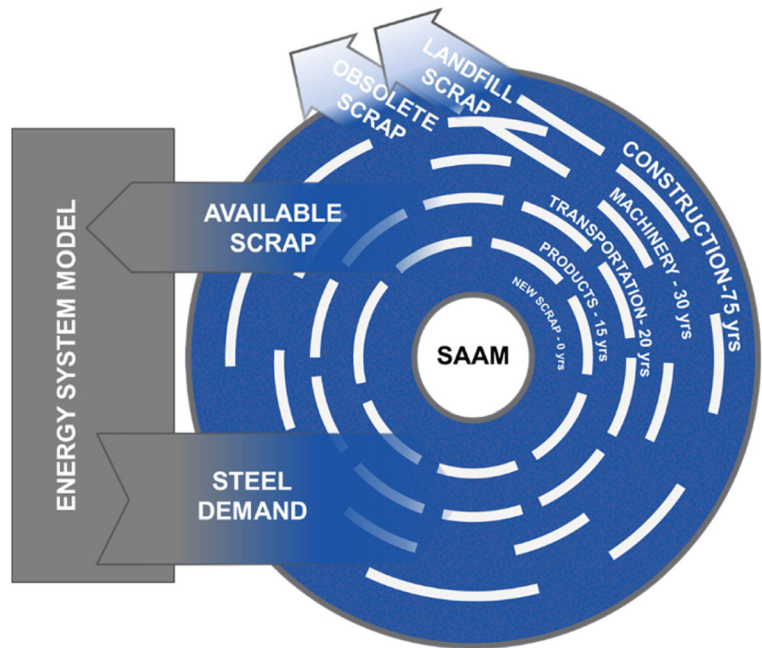 LANDFILL
SCRAP
OBSOLETE
SCRAP
CONSTRUCTION-75 yrs
MACHINERY - 30 yrs
TRANSPORTATION- 20 yrs
PRODUCTS - 15 yrs
NEW SCRAP - 0 yrs
AVAILABLE
SCRAP
ENERGY SYSTEM MODEL
SAAM
STEEL
DEMAND